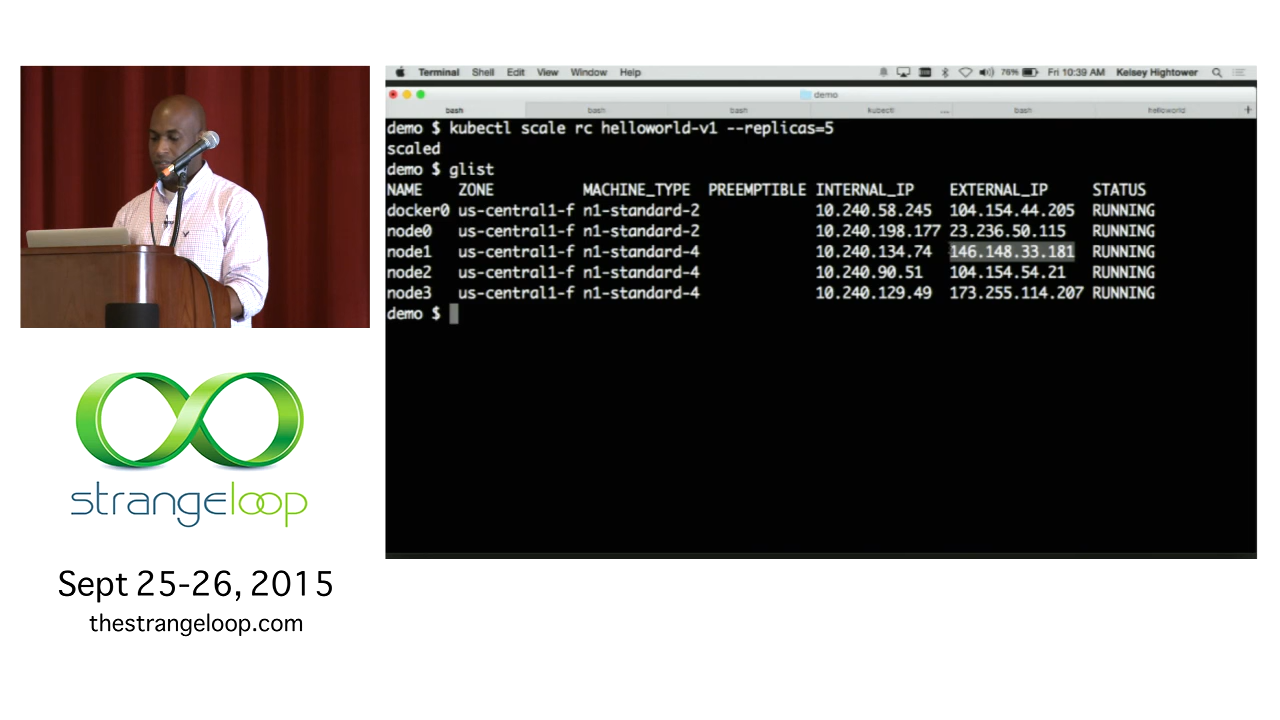 Terminal Shell Edit View Window Help 76% Fri 10:39 AM Kelsey Hightower
demo
bash bash bash kubectl ... bash helloworld +
demo $ kubectl scale rc helloworld-v1 --replicas=5
scaled
demo $ glist
NAME ZONE MACHINE_TYPE PREEMPTIBLE INTERNAL_IP EXTERNAL_IP STATUS
docker0 us-central1-f n1-standard-2 10.240.58.245 104.154.44.205 RUNNING
node0 us-central1-f n1-standard-2 10.240.198.177 23.236.50.115 RUNNING
node1 us-central1-f n1-standard-4 10.240.134.74 146.148.33.181 RUNNING
node2 us-central1-f n1-standard-4 10.240.90.51 104.154.54.21 RUNNING
node3 us-central1-f n1-standard-4 10.240.129.49 173.255.114.207 RUNNING
demo $
strangeloop
Sept 25-26, 2015
thestrangeloop.com